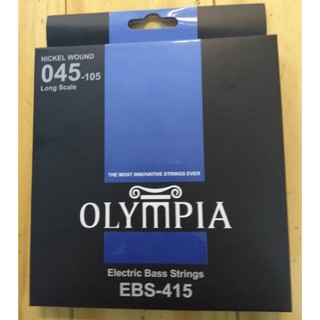 NICKEL WOUND
045-105
Long Scale
THE MOST INNOVATIVE STRINGS EVER
OLYMPIA
Electric Bass Strings
EBS-415